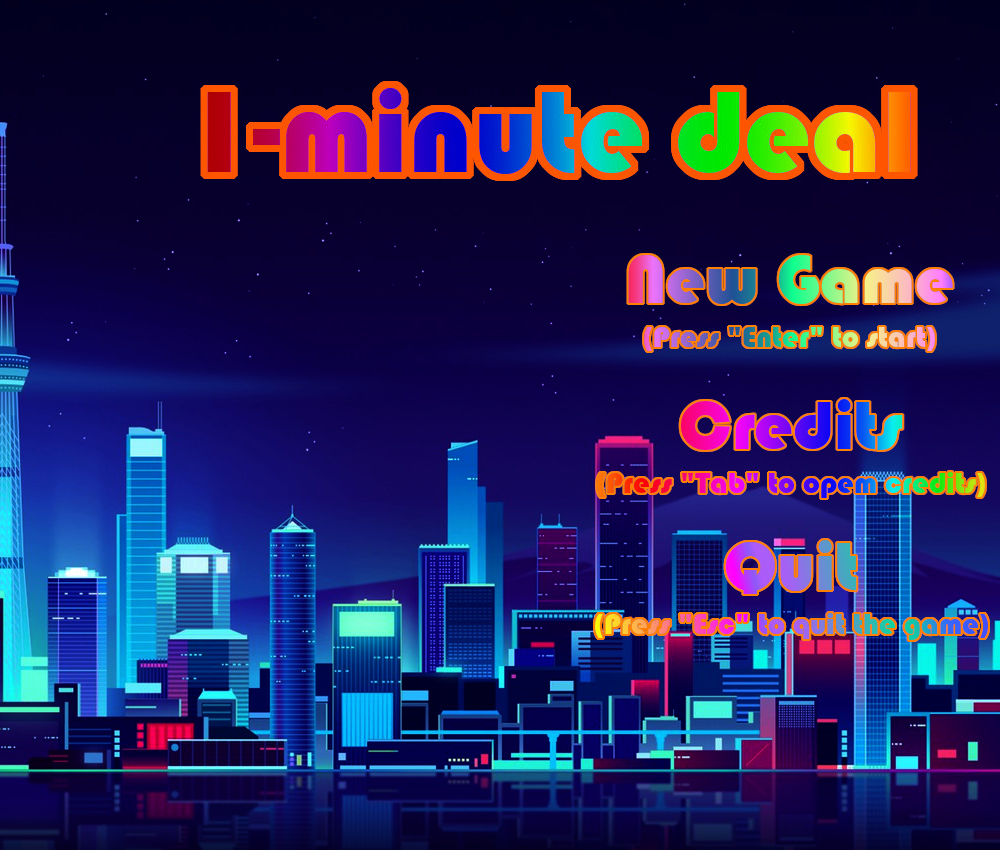 1-minute deal
New Game
(Press "Enter" to start)
Credits
(Press "Tab" to open credits)
Quit
(Press "Esc" to quit the game)